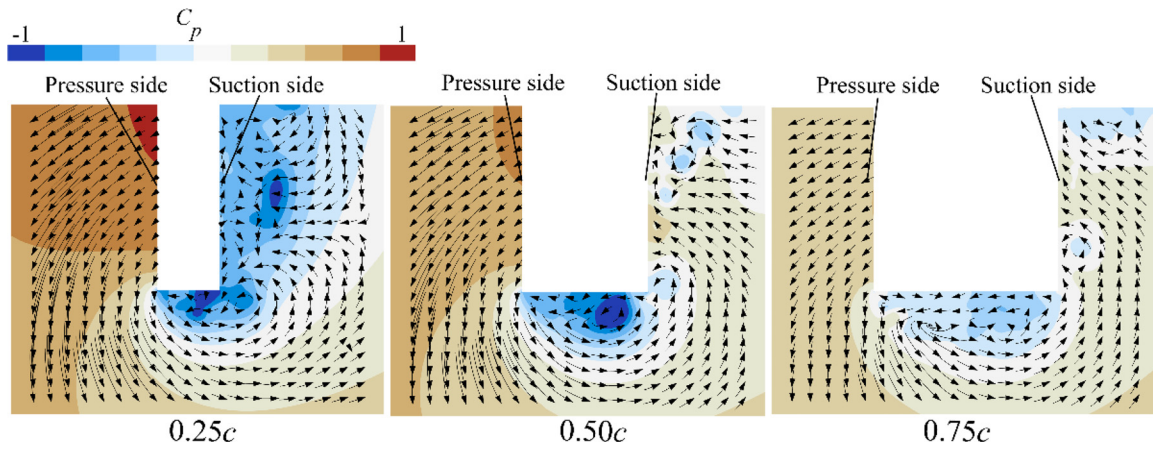 C_p
-1 1
Pressure side Suction side
Pressure side Suction side
Pressure side Suction side
0.25c 0.50c 0.75c